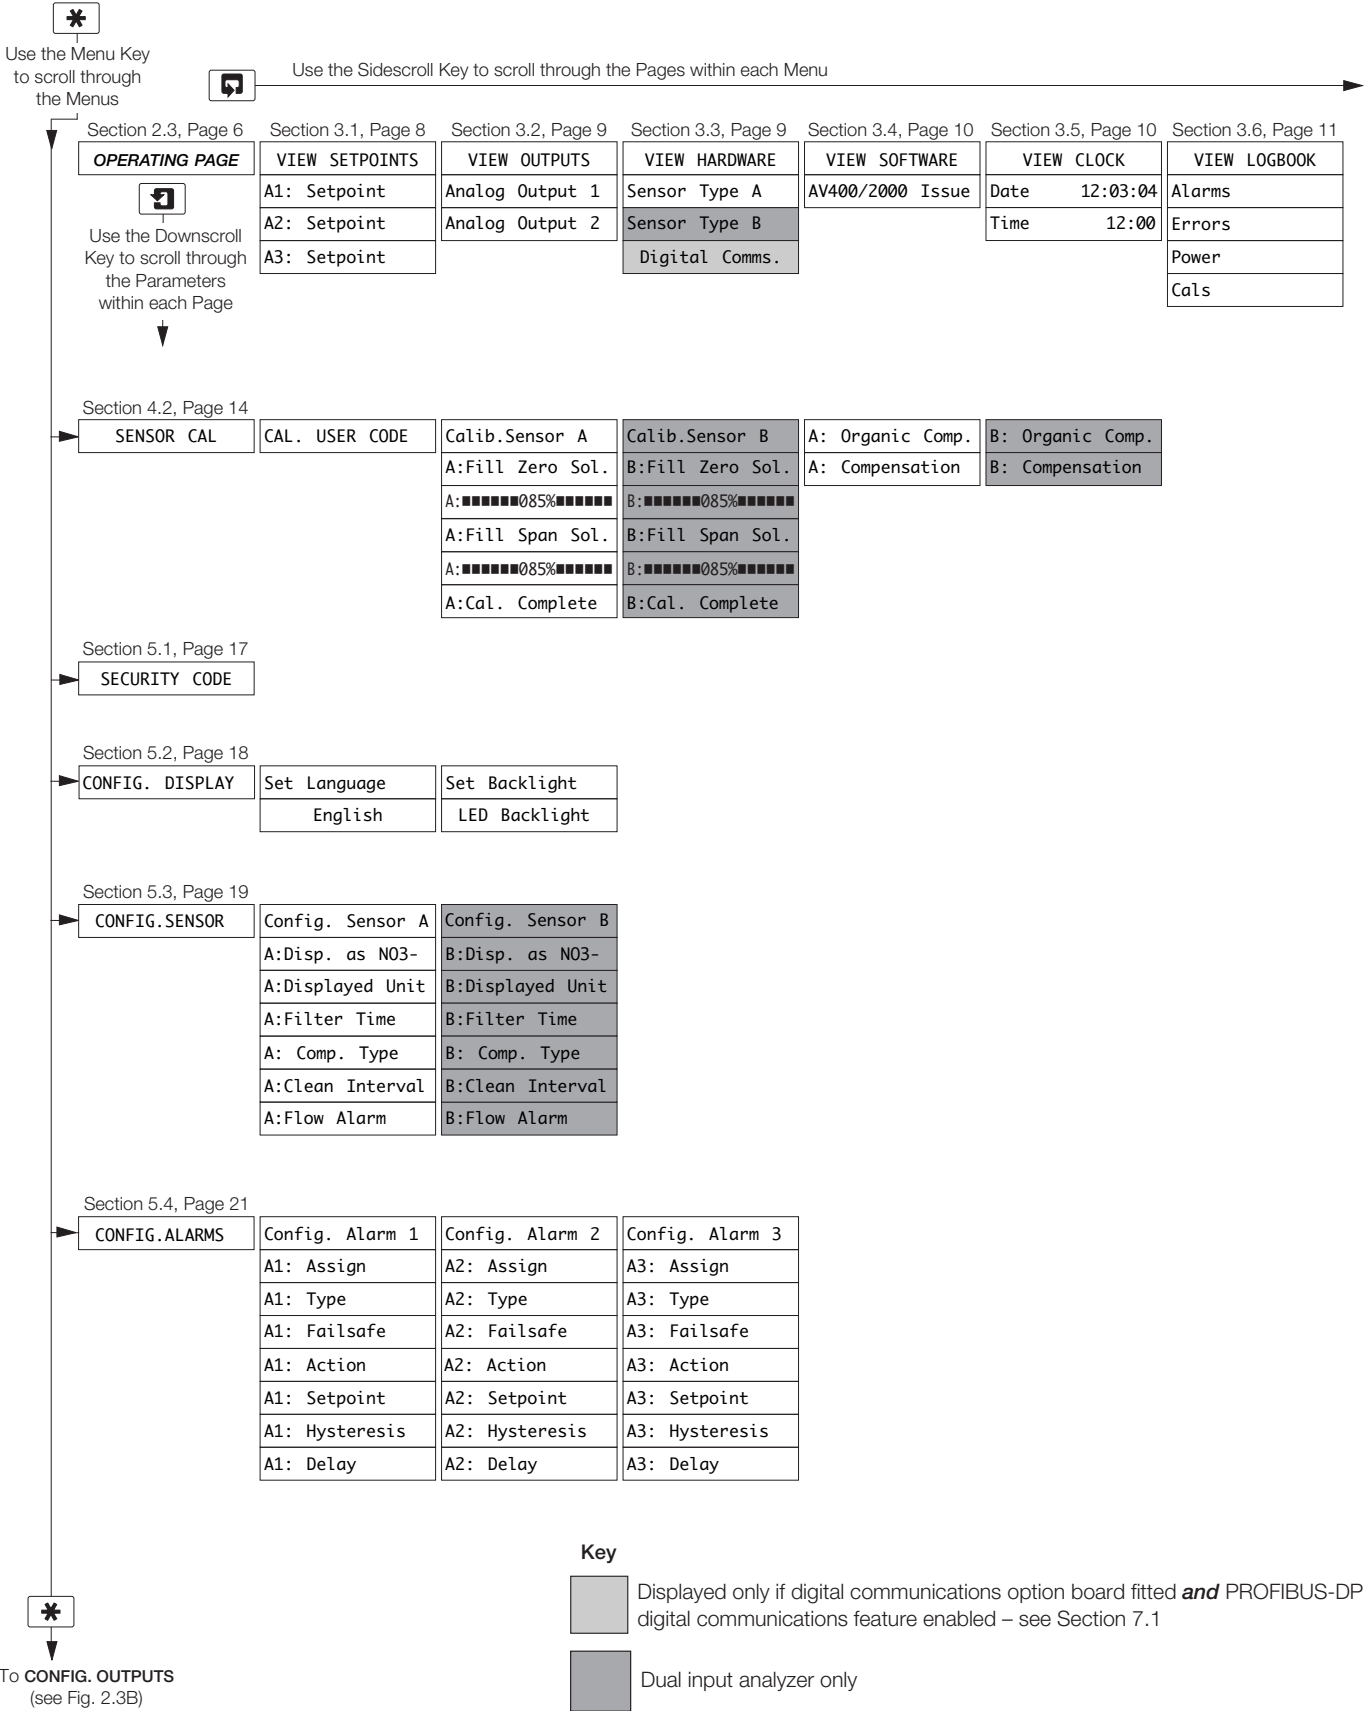 Use the Menu Key
to scroll through
the Menus
Use the Sidescroll Key to scroll through the Pages within each Menu
Section 2.3, Page 6
Section 3.1, Page 8
Section 3.2, Page 9
Section 3.3, Page 9
Section 3.4, Page 10
Section 3.5, Page 10
Section 3.6, Page 11
OPERATING PAGE
Use the Downscroll
Key to scroll through
the Parameters
within each Page
VIEW SETPOINTS
A1: Setpoint
A2: Setpoint
A3: Setpoint
VIEW OUTPUTS
Analog Output 1
Analog Output 2
VIEW HARDWARE
Sensor Type A
Sensor Type B
Digital Comms.
VIEW SOFTWARE
AV400/2000 Issue
VIEW CLOCK
Date 12:03:04
Time 12:00
VIEW LOGBOOK
Alarms
Errors
Power
Cals
Section 4.2, Page 14
SENSOR CAL
CAL. USER CODE
Calib.Sensor A
A:Fill Zero Sol.
A:■■■■■■085%■■■■■■
A:Fill Span Sol.
A:■■■■■■085%■■■■■■
A:Cal. Complete
Calib.Sensor B
B:Fill Zero Sol.
B:■■■■■■085%■■■■■■
B:Fill Span Sol.
B:■■■■■■085%■■■■■■
B:Cal. Complete
A: Organic Comp.
A: Compensation
B: Organic Comp.
B: Compensation
Section 5.1, Page 17
SECURITY CODE
Section 5.2, Page 18
CONFIG. DISPLAY
Set Language
English
Set Backlight
LED Backlight
Section 5.3, Page 19
CONFIG.SENSOR
Config. Sensor A
A:Disp. as NO3-
A:Displayed Unit
A:Filter Time
A: Comp. Type
A:Clean Interval
A:Flow Alarm
Config. Sensor B
B:Disp. as NO3-
B:Displayed Unit
B:Filter Time
B: Comp. Type
B:Clean Interval
B:Flow Alarm
Section 5.4, Page 21
CONFIG.ALARMS
Config. Alarm 1
A1: Assign
A1: Type
A1: Failsafe
A1: Action
A1: Setpoint
A1: Hysteresis
A1: Delay
Config. Alarm 2
A2: Assign
A2: Type
A2: Failsafe
A2: Action
A2: Setpoint
A2: Hysteresis
A2: Delay
Config. Alarm 3
A3: Assign
A3: Type
A3: Failsafe
A3: Action
A3: Setpoint
A3: Hysteresis
A3: Delay
Key
Displayed only if digital communications option board fitted and PROFIBUS-DP
digital communications feature enabled – see Section 7.1
Dual input analyzer only
To CONFIG. OUTPUTS
(see Fig. 2.3B)